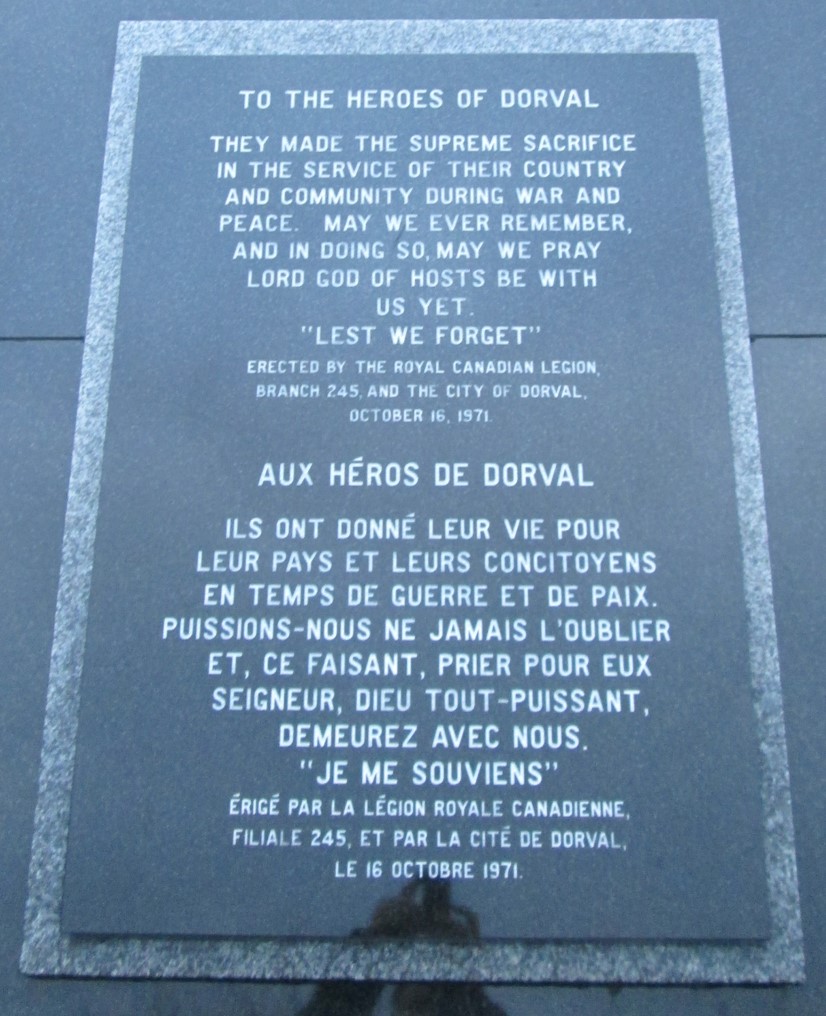 TO THE HEROES OF DORVAL
THEY MADE THE SUPREME SACRIFICE
IN THE SERVICE OF THEIR COUNTRY
AND COMMUNITY DURING WAR AND
PEACE. MAY WE EVER REMEMBER,
AND IN DOING SO, MAY WE PRAY
LORD GOD OF HOSTS BE WITH
US YET.
"LEST WE FORGET"
ERECTED BY THE ROYAL CANADIAN LEGION,
BRANCH 245, AND THE CITY OF DORVAL,
OCTOBER 16, 1971.
AUX HÉROS DE DORVAL
ILS ONT DONNÉ LEUR VIE POUR
LEUR PAYS ET LEURS CONCITOYENS
EN TEMPS DE GUERRE ET DE PAIX.
PUISSIONS-NOUS NE JAMAIS L'OUBLIER
ET, CE FAISANT, PRIER POUR EUX
SEIGNEUR, DIEU TOUT-PUISSANT,
DEMEUREZ AVEC NOUS.
"JE ME SOUVIENS"
ÉRIGÉ PAR LA LÉGION ROYALE CANADIENNE,
FILIALE 245, ET PAR LA CITÉ DE DORVAL,
LE 16 OCTOBRE 1971.